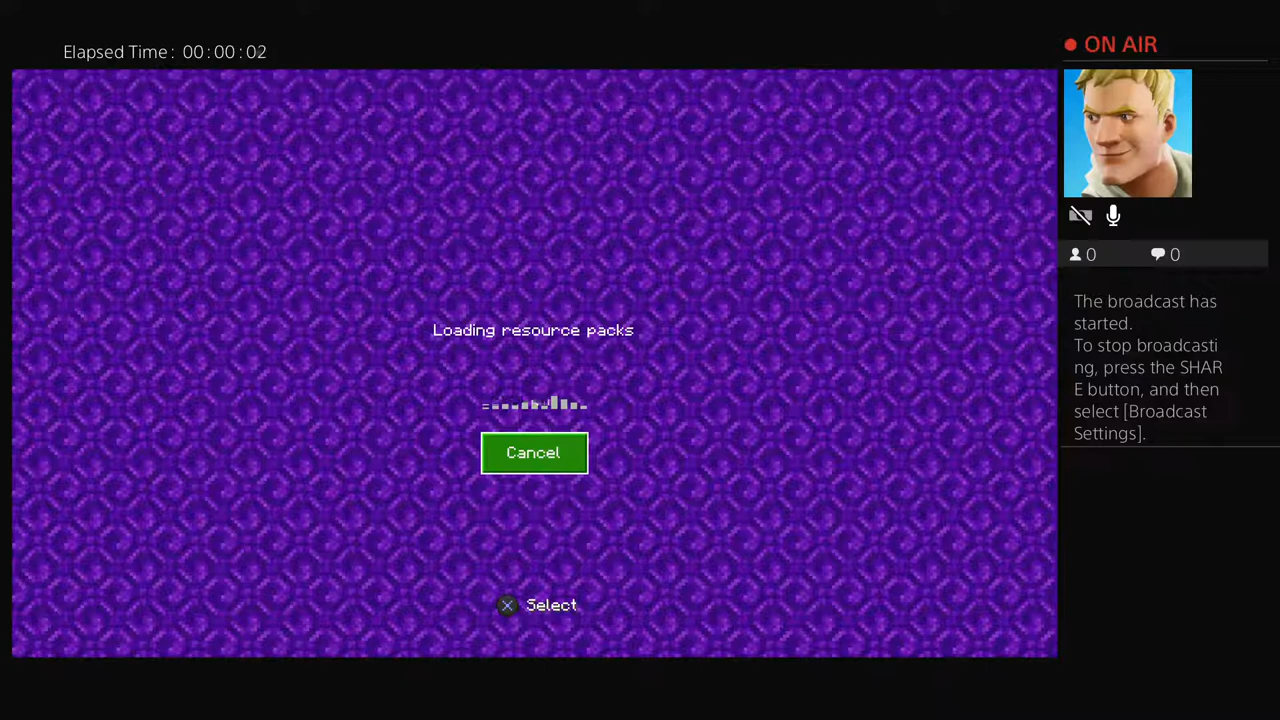 Elapsed Time: 00:00:02
ON AIR
0
0
The broadcast has
started.
To stop broadcasti
ng, press the SHAR
E button, and then
select [Broadcast
Settings].
Loading resource packs
Cancel
Select